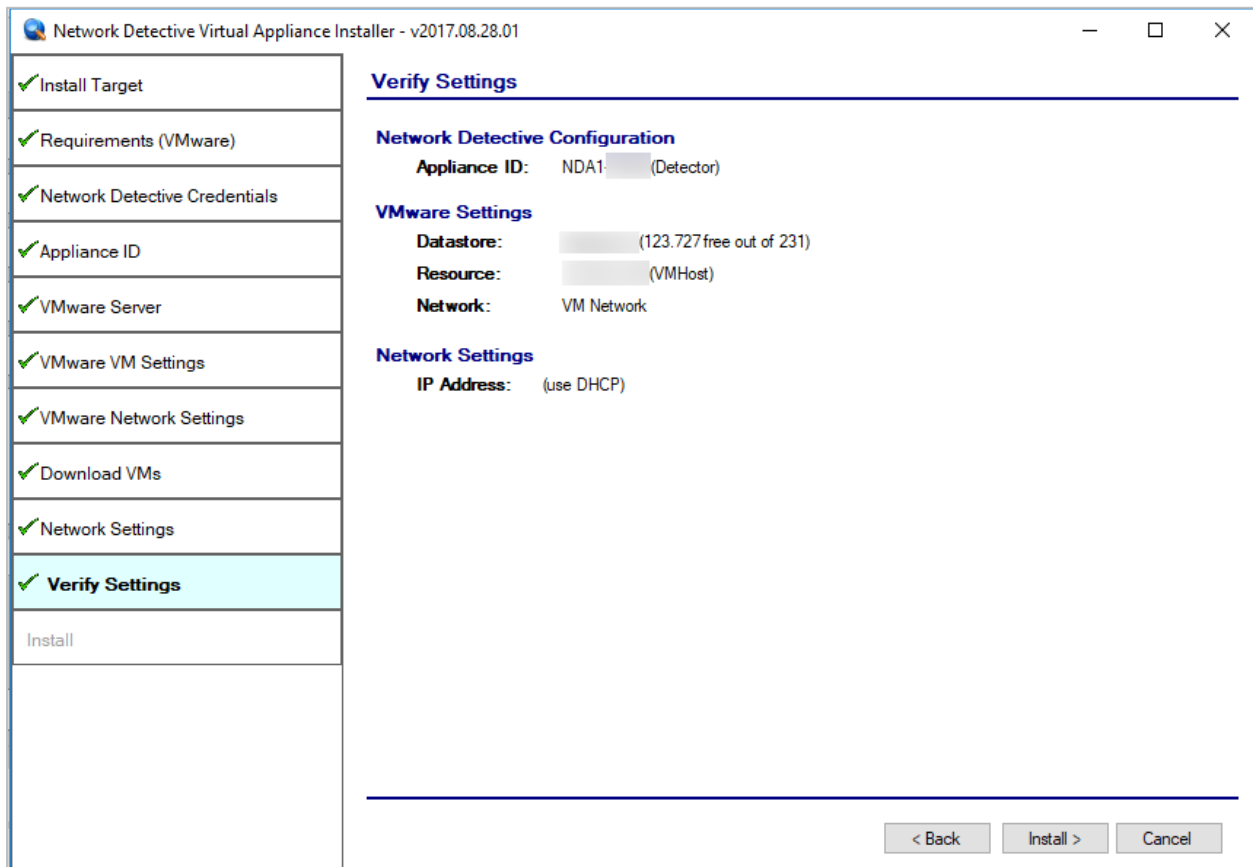 Network Detective Virtual Appliance Installer - v2017.08.28.01
Install Target
Requirements (VMware)
Network Detective Credentials
Appliance ID
VMware Server
VMware VM Settings
VMware Network Settings
Download VMs
Network Settings
Verify Settings
Install
Verify Settings
Network Detective Configuration
Appliance ID: NDA1- (Detector)
VMware Settings
Datastore: (123.727 free out of 231)
Resource: (VMHost)
Network: VM Network
Network Settings
IP Address: (use DHCP)
< Back Install > Cancel